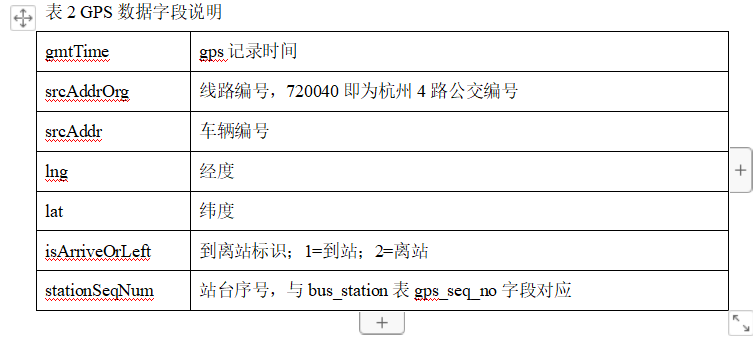 表 2 GPS 数据字段说明
gmtTime gps 记录时间
srcAddrOrg 线路编号，720040 即为杭州 4 路公交编号
srcAddr 车辆编号
lng 经度
lat 纬度
isArriveOrLeft 到离站标识；1=到站；2=离站
stationSeqNum 站台序号，与 bus_station 表 gps_seq_no 字段对应